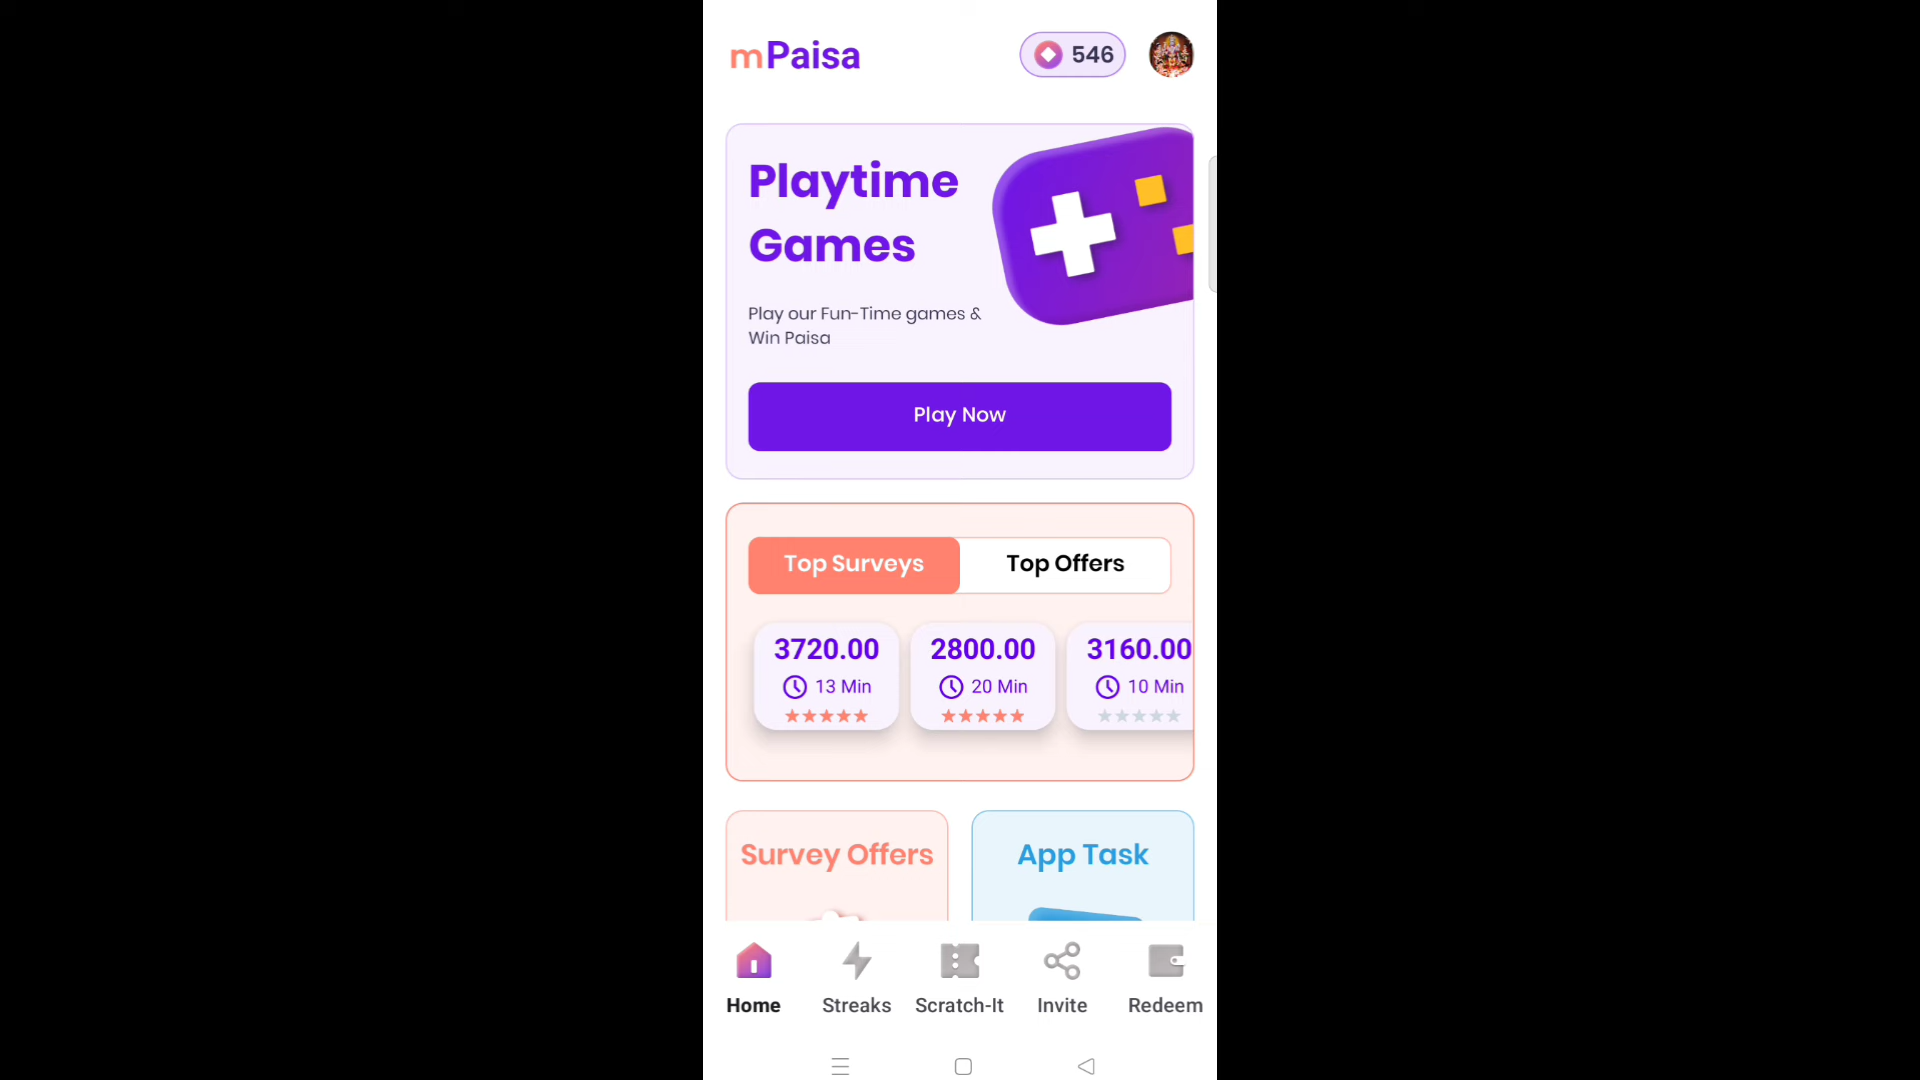 mPaisa
546
Playtime
Games
Play our Fun-Time games &
Win Paisa
Play Now
Top Surveys
Top Offers
3720.00
2800.00
3160.00
13 Min
20 Min
10 Min
Survey Offers
App Task
Home
Streaks
Scratch-It
Invite
Redeem